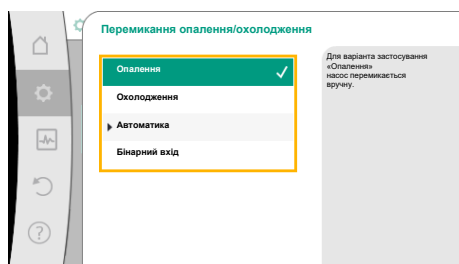 Перемикання опалення/охолодження
Опалення
Охолодження
Автоматика
Бінарний вхід
Для варіанта застосування
«Опалення»
насос перемикається
вручну.